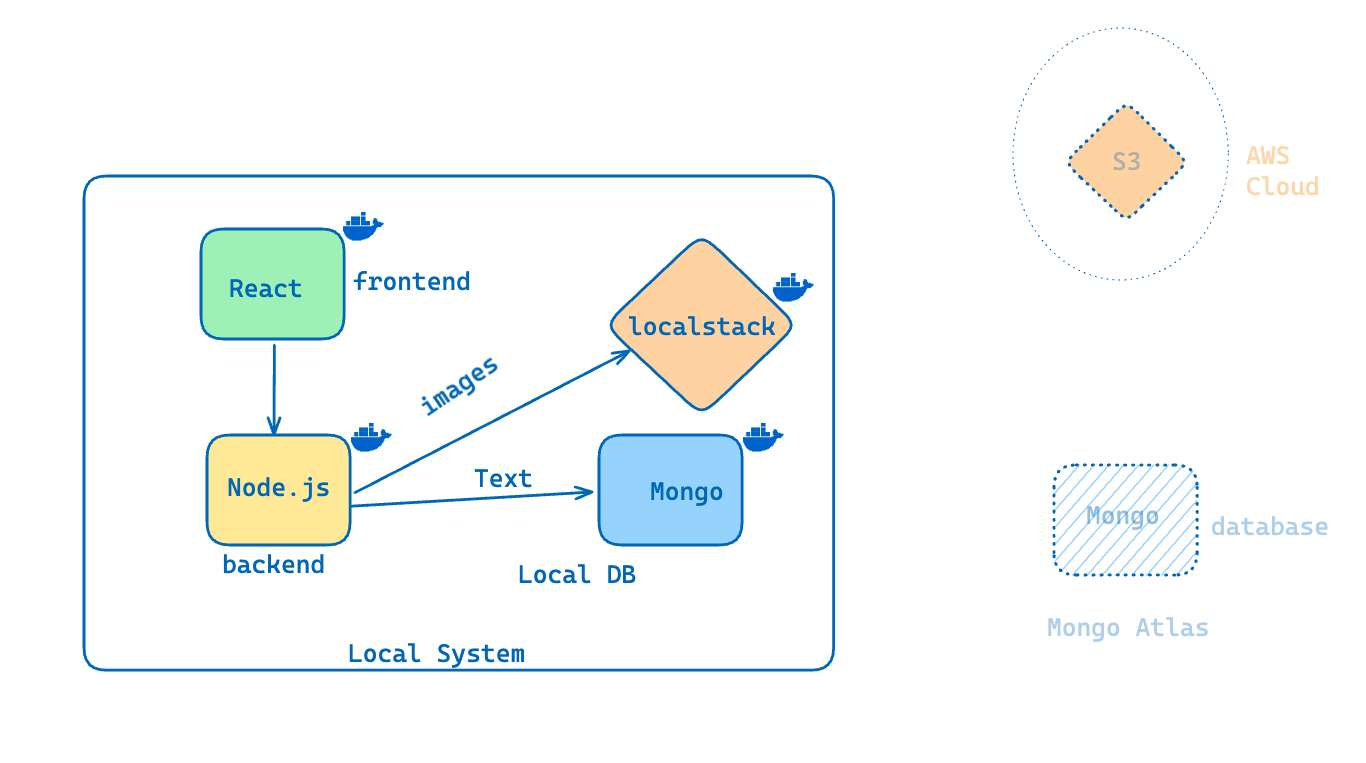 AWS
Cloud
S3
React
frontend
localstack
images
Node.js
Text
Mongo
backend
Local DB
Local System
Mongo
database
Mongo Atlas